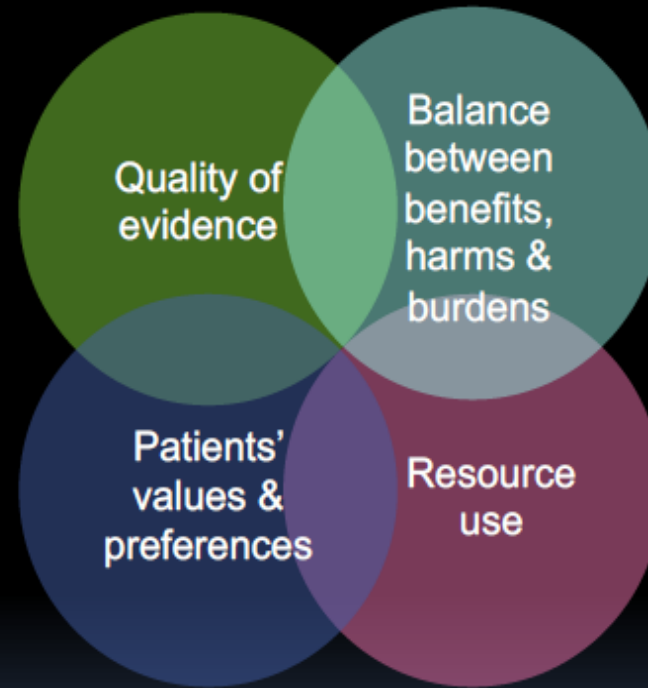 Quality of
evidence
Balance
between
benefits,
harms &
burdens
Patients’
values &
preferences
Resource
use